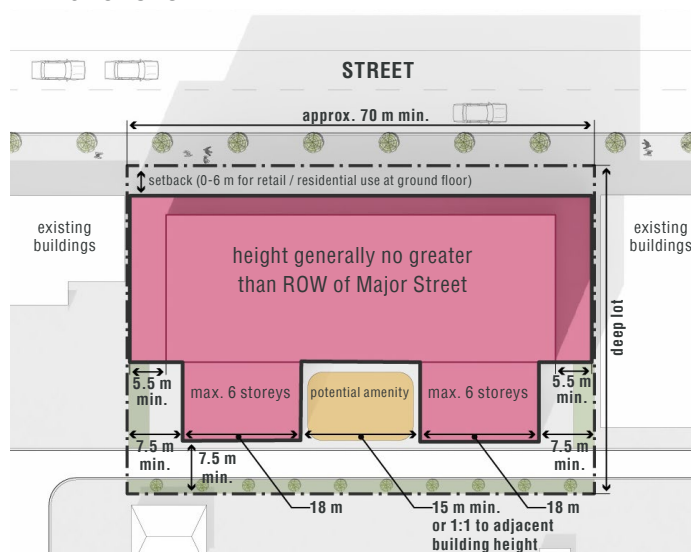 STREET
approx. 70 m min.
setback (0-6 m for retail / residential use at ground floor)
existing
buildings
height generally no greater
than ROW of Major Street
existing
buildings
deep lot
5.5 m
min.
max. 6 storeys
potential amenity
max. 6 storeys
5.5 m
min.
7.5 m
min.
7.5 m
min.
7.5 m
min.
18 m
15 m min.
or 1:1 to adjacent
building height
18 m